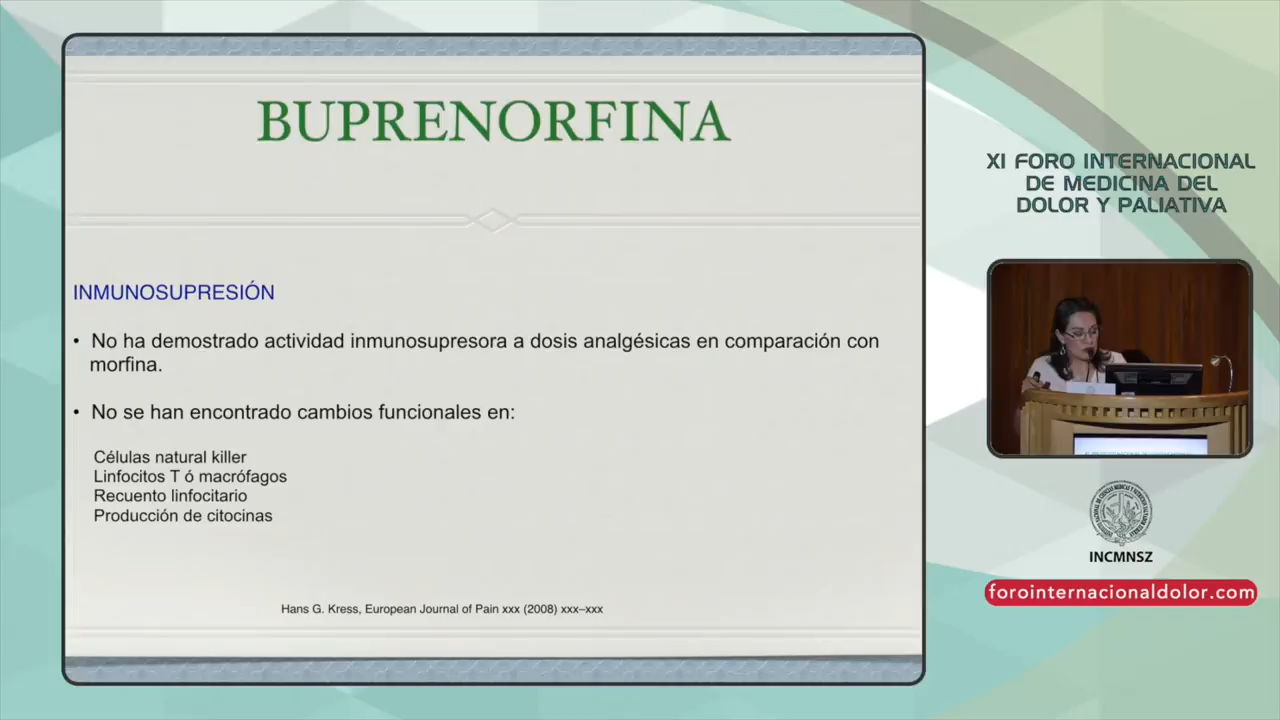 BUPRENORFINA
INMUNOSUPRESIÓN
• No ha demostrado actividad inmunosupresora a dosis analgésicas en comparación con
morfina.
• No se han encontrado cambios funcionales en:
Células natural killer
Linfocitos T ó macrófagos
Recuento linfocitario
Producción de citocinas
Hans G. Kress, European Journal of Pain xxx (2008) xxx–xxx
XI FORO INTERNACIONAL
DE MEDICINA DEL
DOLOR Y PALIATIVA
INCMNSZ
forointernacionaldolor.com